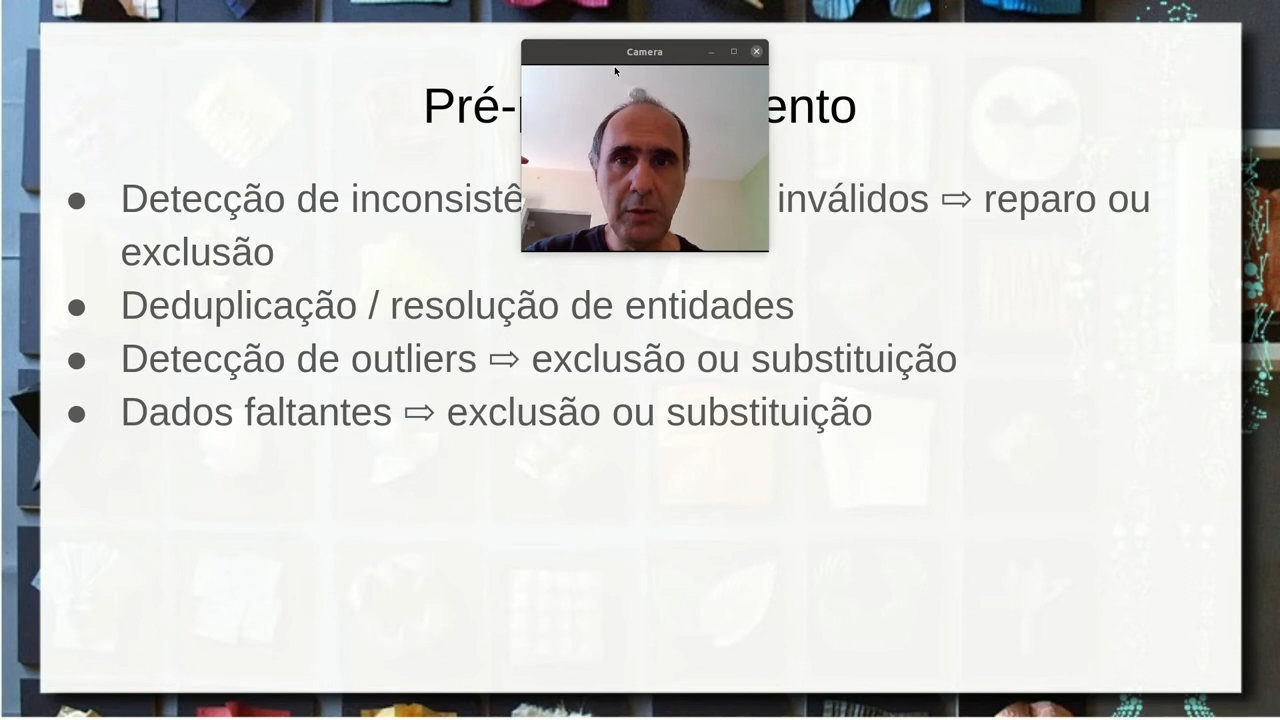 Camera
Pré- ento
Detecção de inconsistê inválidos ⇨ reparo ou
exclusão
Deduplicação / resolução de entidades
Detecção de outliers ⇨ exclusão ou substituição
Dados faltantes ⇨ exclusão ou substituição